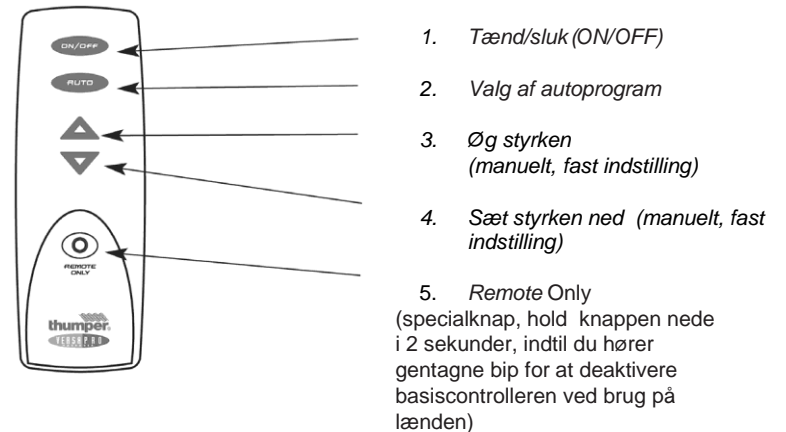 ON/OFF
AUTO
REMOTE
ONLY
thumper.
VERSAPRO
1. Tænd/sluk (ON/OFF)
2. Valg af autoprogram
3. Øg styrken
(manuelt, fast indstilling)
4. Sæt styrken ned (manuelt, fast
indstilling)
5. Remote Only
(specialknap, hold knappen nede
i 2 sekunder, indtil du hører
gentagne bip for at deaktivere
basiscontrolleren ved brug på
lænden)